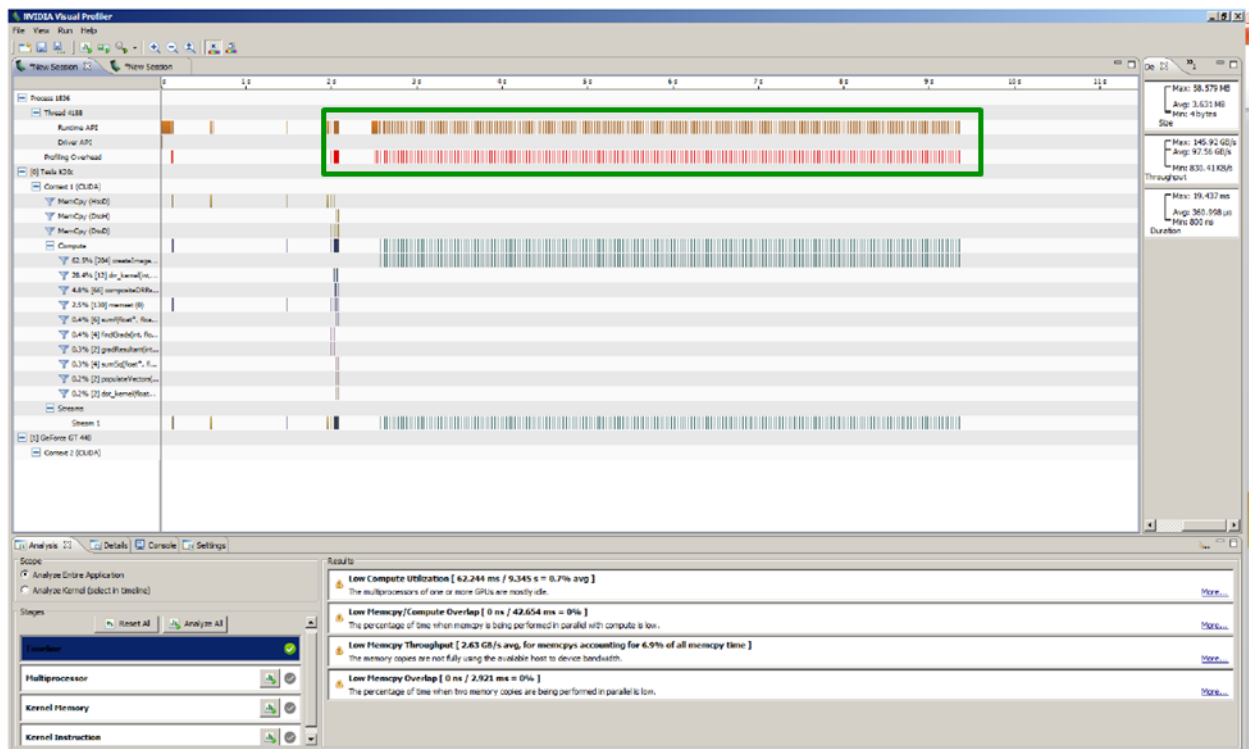 NVIDIA Visual Profiler
File View Run Help
*New Session
*New Session
De
1 s
2 s
3 s
4 s
5 s
6 s
7 s
8 s
9 s
10 s
11 s
Process 1836
Thread 4188
Runtime API
Driver API
Profiling Overhead
[0] Tesla K20c
Context 1 (CUDA)
MemCpy (HtoD)
MemCpy (DtoH)
MemCpy (DtoD)
Compute
62.5% [204] createImage...
28.4% [12] drr_kernel(int,...
4.8% [66] compositeDRRs...
2.5% [130] memset (0)
0.4% [6] sumf(float*, floa...
0.4% [4] findGrads(int, flo...
0.3% [2] gradResultant(int...
0.3% [4] sumSq(float*, fl...
0.2% [2] populateVectors(...
0.2% [2] dot_kernel(float...
Streams
Stream 1
[1] GeForce GT 440
Context 2 (CUDA)
Max: 58.579 MB
Avg: 3.631 MB
Min: 4 bytes
Size
Max: 145.92 GB/s
Avg: 97.56 GB/s
Min: 830.41 KB/s
Throughput
Max: 19.437 ms
Avg: 360.998 µs
Min: 800 ns
Duration
Analysis
Details
Console
Settings
Scope
Analyze Entire Application
Analyze Kernel (select in timeline)
Stages
Reset All
Analyze All
Timeline
Multiprocessor
Kernel Memory
Kernel Instruction
Results
Low Compute Utilization [ 62.244 ms / 9.345 s = 0.7% avg ]
The multiprocessors of one or more GPUs are mostly idle.
More...
Low Memcpy/Compute Overlap [ 0 ns / 42.654 ms = 0% ]
The percentage of time when memcpy is being performed in parallel with compute is low.
More...
Low Memcpy Throughput [ 2.63 GB/s avg, for memcpys accounting for 6.9% of all memcpy time ]
The memory copies are not fully using the available host to device bandwidth.
More...
Low Memcpy Overlap [ 0 ns / 2.921 ms = 0% ]
The percentage of time when two memory copies are being performed in parallel is low.
More...